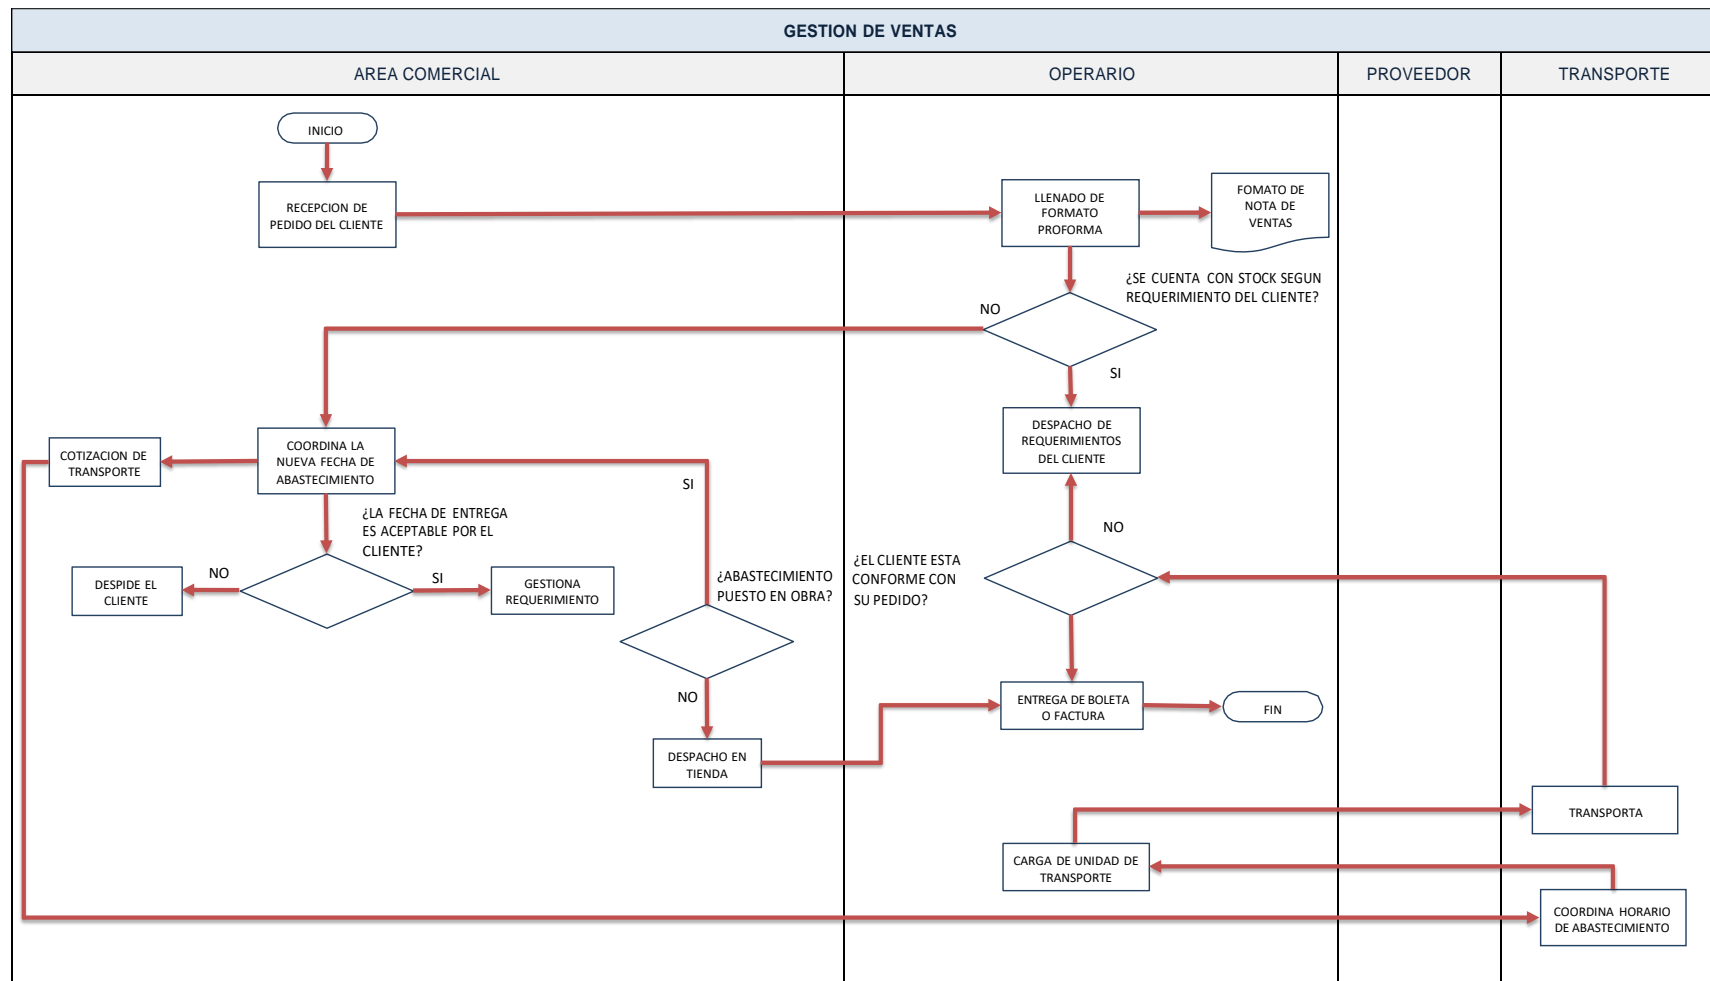 GESTION DE VENTAS
AREA COMERCIAL
OPERARIO
PROVEEDOR
TRANSPORTE
INICIO
RECEPCION DE
PEDIDO DEL CLIENTE
LLENADO DE
FORMATO
PROFORMA
FOMATO DE
NOTA DE
VENTAS
¿SE CUENTA CON STOCK SEGUN
REQUERIMIENTO DEL CLIENTE?
NO
SI
DESPACHO DE
REQUERIMIENTOS
DEL CLIENTE
COTIZACION DE
TRANSPORTE
COORDINA LA
NUEVA FECHA DE
ABASTECIMIENTO
SI
¿LA FECHA DE ENTREGA
ES ACEPTABLE POR EL
CLIENTE?
NO
NO
SI
DESPIDE EL
CLIENTE
GESTIONA
REQUERIMIENTO
¿ABASTECIMIENTO
PUESTO EN OBRA?
¿EL CLIENTE ESTA
CONFORME CON
SU PEDIDO?
NO
ENTREGA DE BOLETA
O FACTURA
FIN
DESPACHO EN
TIENDA
TRANSPORTA
CARGA DE UNIDAD DE
TRANSPORTE
COORDINA HORARIO
DE ABASTECIMIENTO